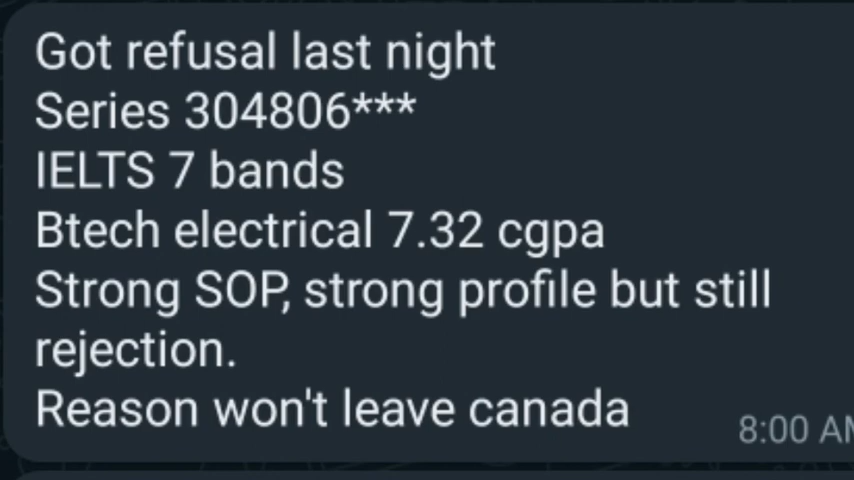 Got refusal last night
Series 304806***
IELTS 7 bands
Btech electrical 7.32 cgpa
Strong SOP, strong profile but still
rejection.
Reason won't leave canada
8:00